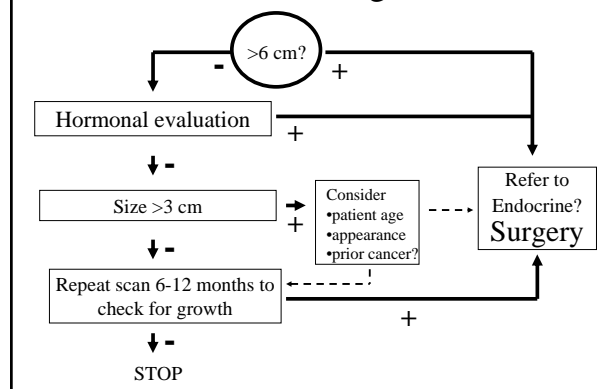 >6 cm?
-
+
Hormonal evaluation
+
-
Size >3 cm
+
Consider
•patient age
•appearance
•prior cancer?
Refer to
Endocrine?
Surgery
-
Repeat scan 6-12 months to
check for growth
+
-
STOP